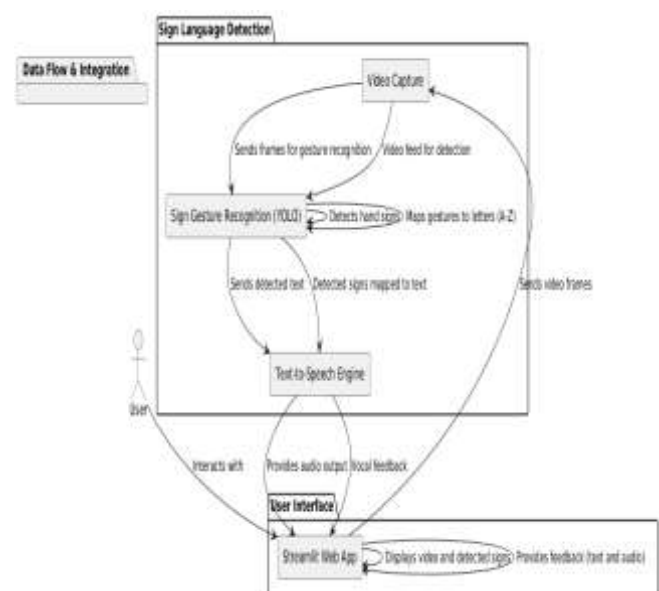 Sign Language Detection
Data Flow & Integration
Video Capture
Sends frames for gesture recognition
Video feed for detection
Sign Gesture Recognition (YOLO)
Detects hand signs
Maps gestures to letters (A-Z)
Sends detected text
Detected signs mapped to text
Sends video frames
Text-to-Speech Engine
User
Interacts with
Provides audio output
Vocal feedback
User Interface
Streamlit Web App
Displays video and detected signs
Provides feedback (text and audio)